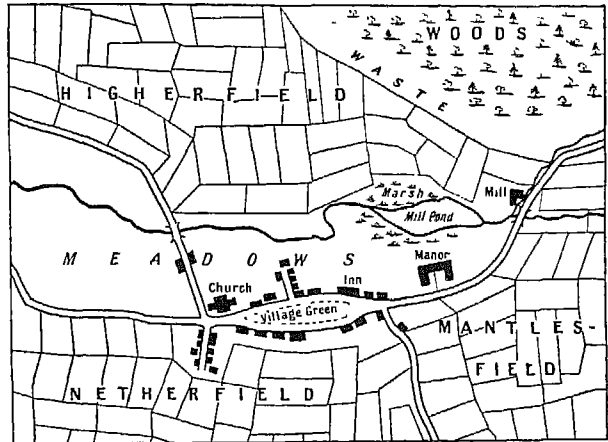 WOODS
WASTE
HIGHERFIELD
Marsh
Mill
Mill Pond
MEADOWS
Manor
Church
Inn
Village Green
MANTLES-
FIELD
NETHERFIELD